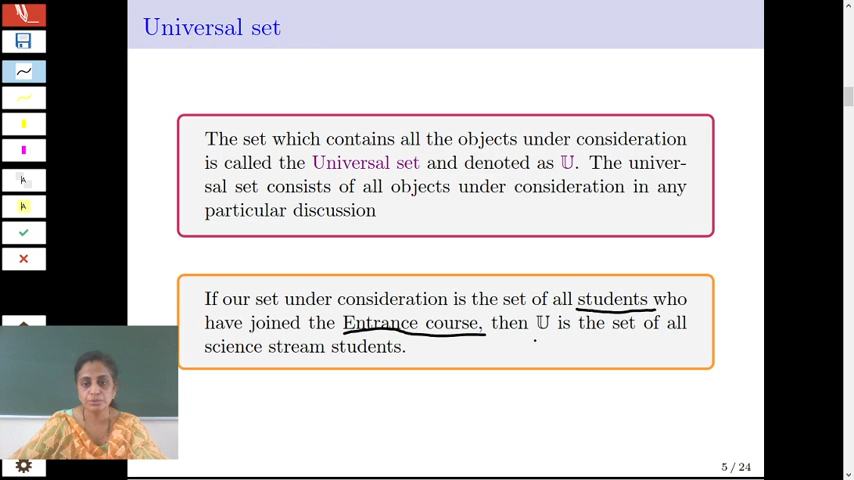 Universal set
The set which contains all the objects under consideration
is called the Universal set and denoted as 𝕌. The univer-
sal set consists of all objects under consideration in any
particular discussion
If our set under consideration is the set of all students who
have joined the Entrance course, then 𝕌 is the set of all
science stream students.
5 / 24